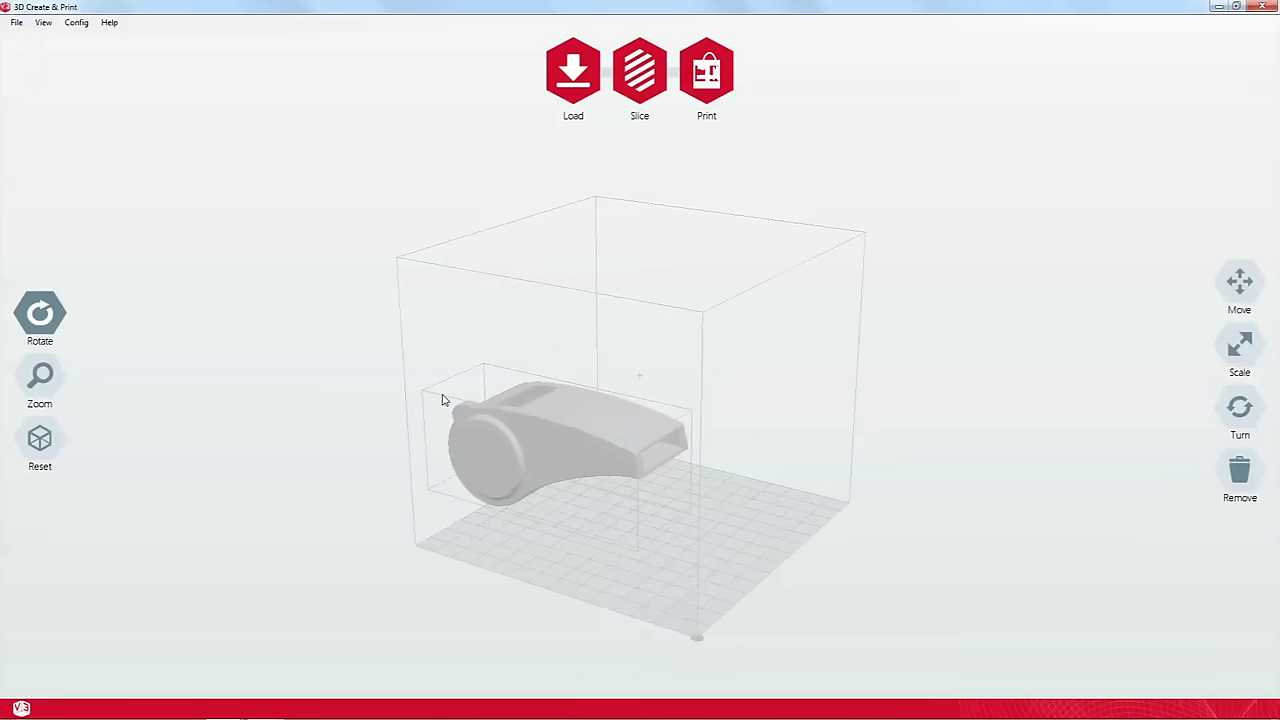 3D Create & Print
File View Config Help
Load Slice Print
Rotate
Zoom
Reset
Move
Scale
Turn
Remove